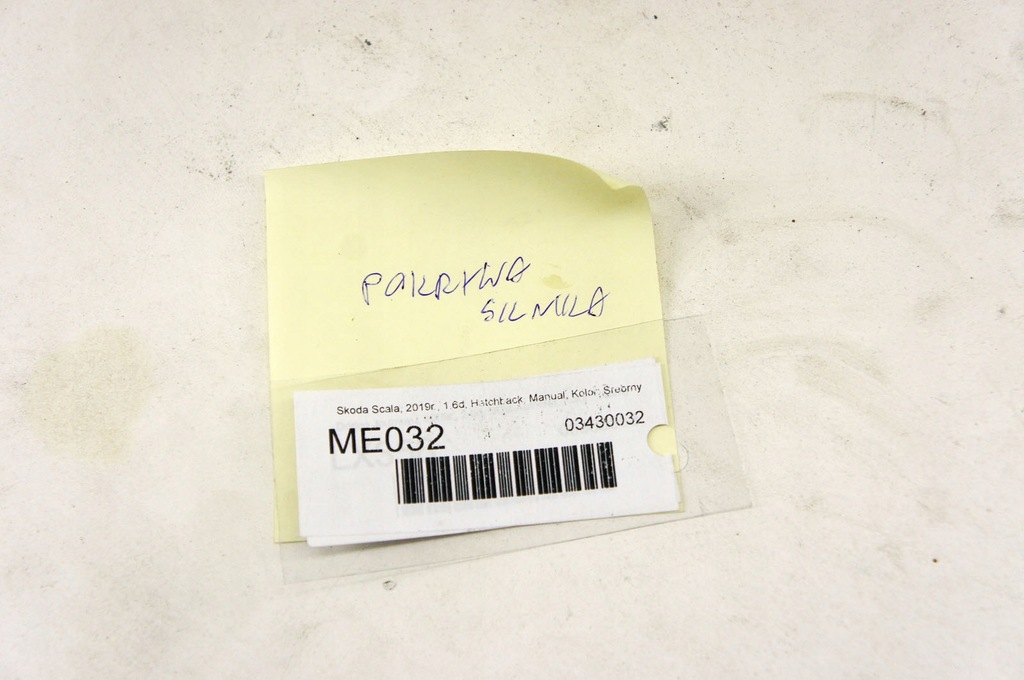 POKRYWA
SILNIKA
Skoda Scala, 2019r., 1.6d, Hatchback, Manual, Kolor: Srebrny
ME032
03430032